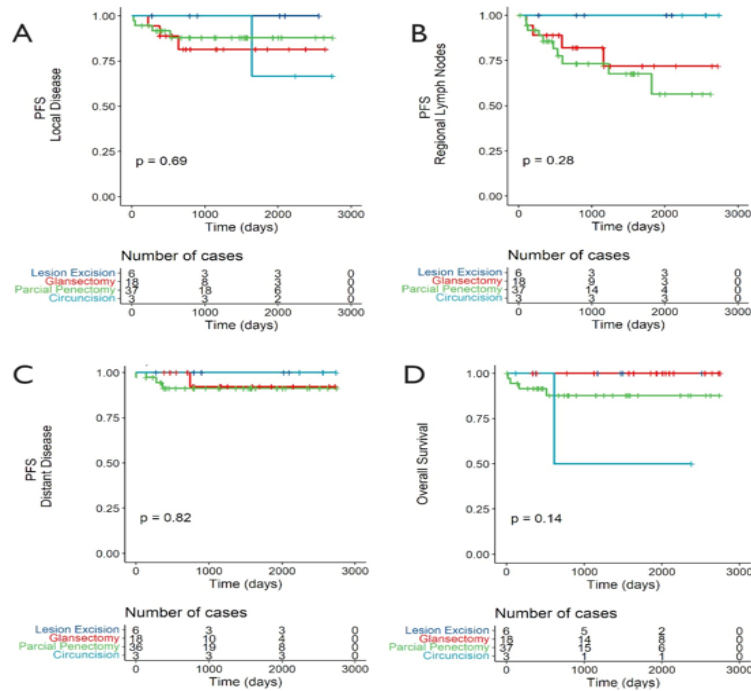 A
PFS
Local Disease
1.00
0.75
0.50
0.25
0.00
p = 0.69
0 1000 2000 3000
Time (days)
Number of cases
Lesion Excision 6 3 3 0
Glansectomy 18 8 3 0
Parcial Penectomy 37 18 6 0
Circuncision 3 3 2 0
0 1000 2000 3000
B
PFS
Regional Lymph Nodes
1.00
0.75
0.50
0.25
0.00
p = 0.28
0 1000 2000 3000
Time (days)
Number of cases
Lesion Excision 6 3 3 0
Glansectomy 18 9 3 0
Parcial Penectomy 37 14 4 0
Circuncision 3 3 3 0
0 1000 2000 3000
C
PFS
Distant Disease
1.00
0.75
0.50
0.25
0.00
p = 0.82
0 1000 2000 3000
Time (days)
Number of cases
Lesion Excision 6 3 3 0
Glansectomy 18 10 4 0
Parcial Penectomy 36 19 8 0
Circuncision 3 3 3 0
0 1000 2000 3000
D
Overall Survival
1.00
0.75
0.50
0.25
0.00
p = 0.14
0 1000 2000 3000
Time (days)
Number of cases
Lesion Excision 6 5 2 0
Glansectomy 18 14 8 0
Parcial Penectomy 37 15 6 0
Circuncision 3 1 1 0
0 1000 2000 3000